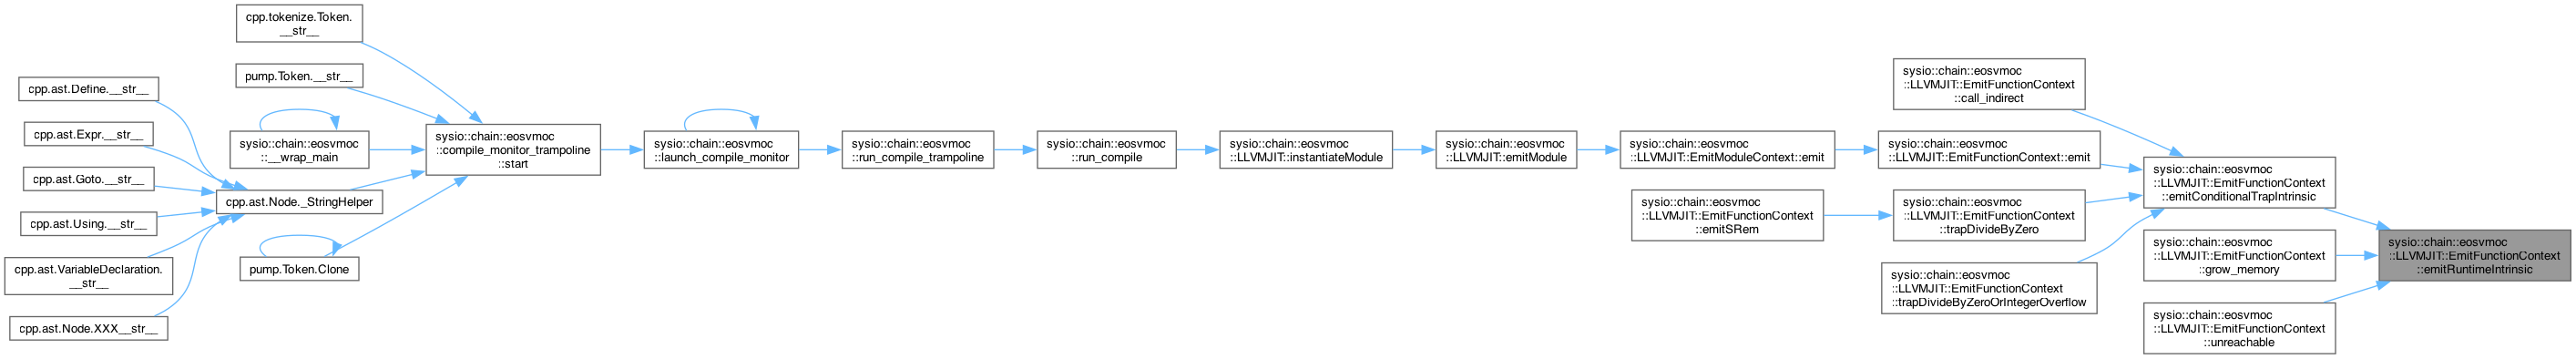 cpp.tokenize.Token.
__str__
pump.Token.__str__
cpp.ast.Define.__str__
cpp.ast.Expr.__str__
sysio::chain::eosvmoc
::__wrap_main
cpp.ast.Goto.__str__
cpp.ast.Node._StringHelper
cpp.ast.Using.__str__
cpp.ast.VariableDeclaration.
__str__
pump.Token.Clone
cpp.ast.Node.XXX__str__
sysio::chain::eosvmoc
::compile_monitor_trampoline
::start
sysio::chain::eosvmoc
::launch_compile_monitor
sysio::chain::eosvmoc
::run_compile_trampoline
sysio::chain::eosvmoc
::run_compile
sysio::chain::eosvmoc
::LLVMJIT::instantiateModule
sysio::chain::eosvmoc
::LLVMJIT::emitModule
sysio::chain::eosvmoc
::LLVMJIT::EmitModuleContext::emit
sysio::chain::eosvmoc
::LLVMJIT::EmitFunctionContext
::emitSRem
sysio::chain::eosvmoc
::LLVMJIT::EmitFunctionContext
::call_indirect
sysio::chain::eosvmoc
::LLVMJIT::EmitFunctionContext::emit
sysio::chain::eosvmoc
::LLVMJIT::EmitFunctionContext
::trapDivideByZero
sysio::chain::eosvmoc
::LLVMJIT::EmitFunctionContext
::trapDivideByZeroOrIntegerOverflow
sysio::chain::eosvmoc
::LLVMJIT::EmitFunctionContext
::emitConditionalTrapIntrinsic
sysio::chain::eosvmoc
::LLVMJIT::EmitFunctionContext
::grow_memory
sysio::chain::eosvmoc
::LLVMJIT::EmitFunctionContext
::unreachable
sysio::chain::eosvmoc
::LLVMJIT::EmitFunctionContext
::emitRuntimeIntrinsic